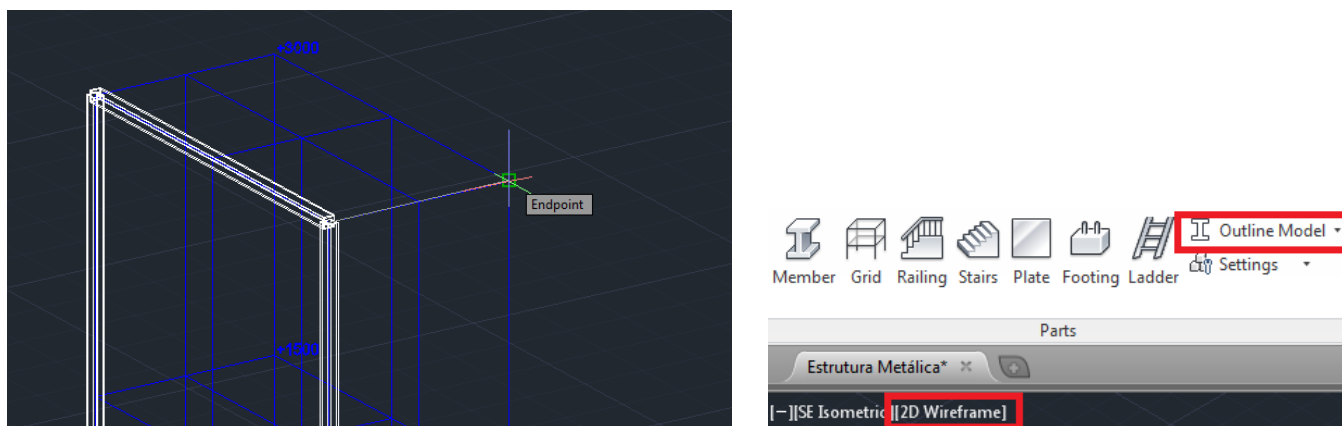 +3000
Endpoint
+1500
Outline Model
Member Grid Railing Stairs Plate Footing Ladder Settings
Parts
Estrutura Metálica*
[−][SE Isometric][2D Wireframe]